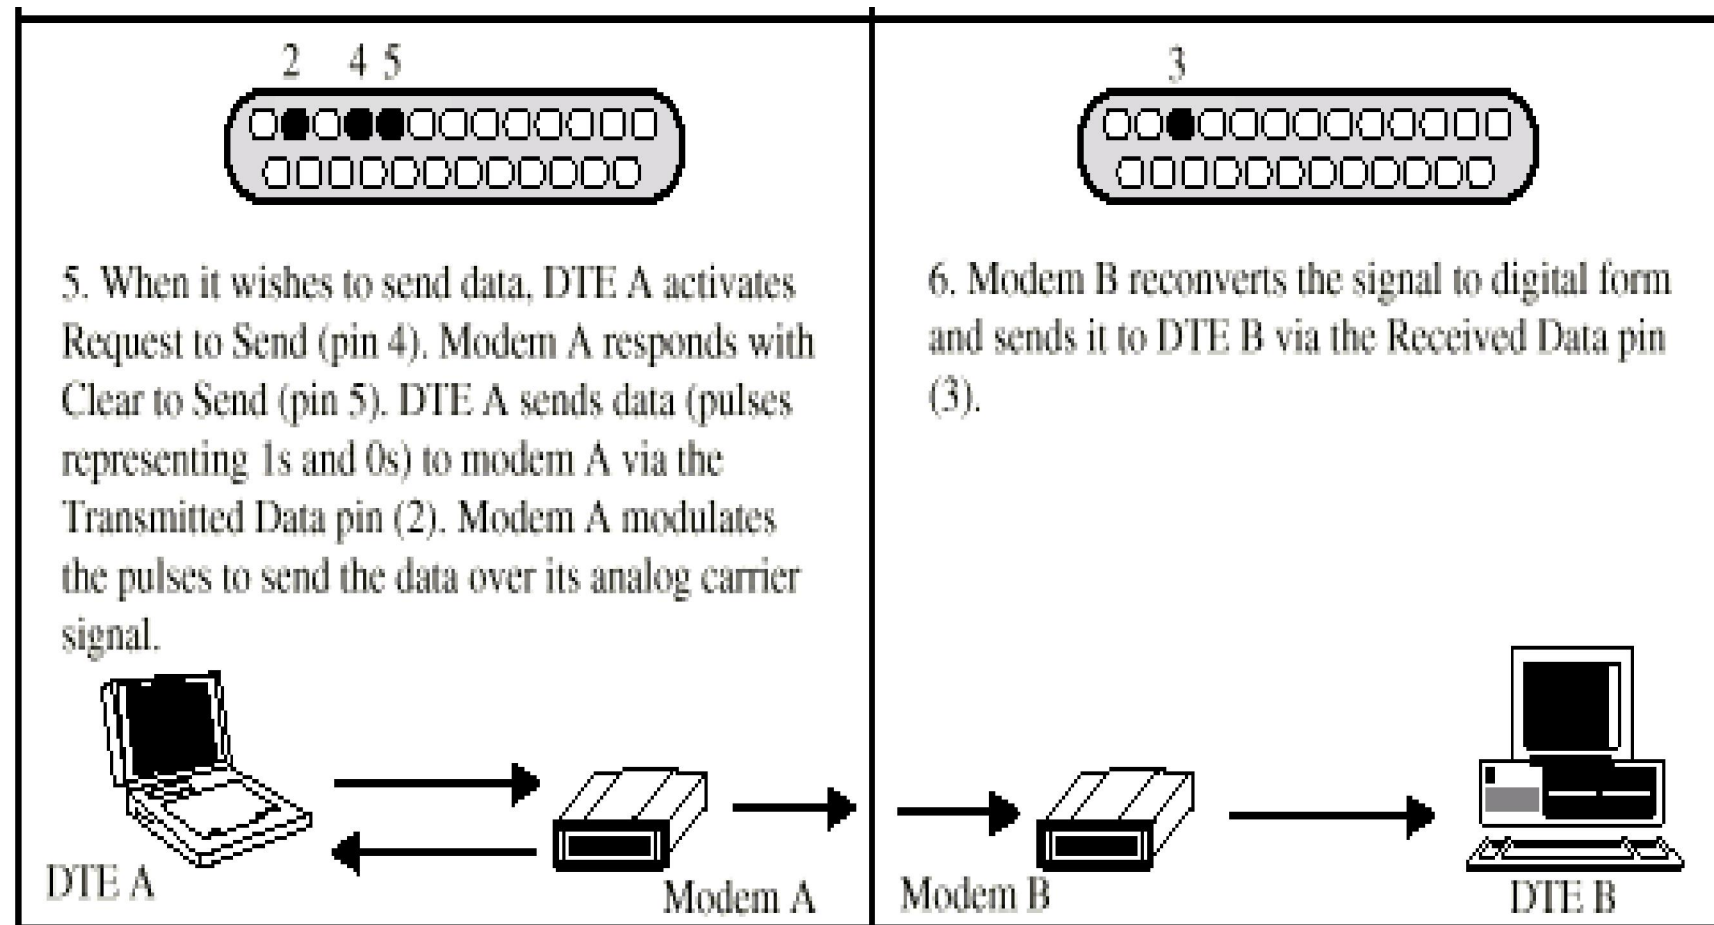 2 4 5
5. When it wishes to send data, DTE A activates
Request to Send (pin 4). Modem A responds with
Clear to Send (pin 5). DTE A sends data (pulses
representing 1s and 0s) to modem A via the
Transmitted Data pin (2). Modem A modulates
the pulses to send the data over its analog carrier
signal.
DTE A
Modem A
3
6. Modem B reconverts the signal to digital form
and sends it to DTE B via the Received Data pin
(3).
Modem B
DTE B